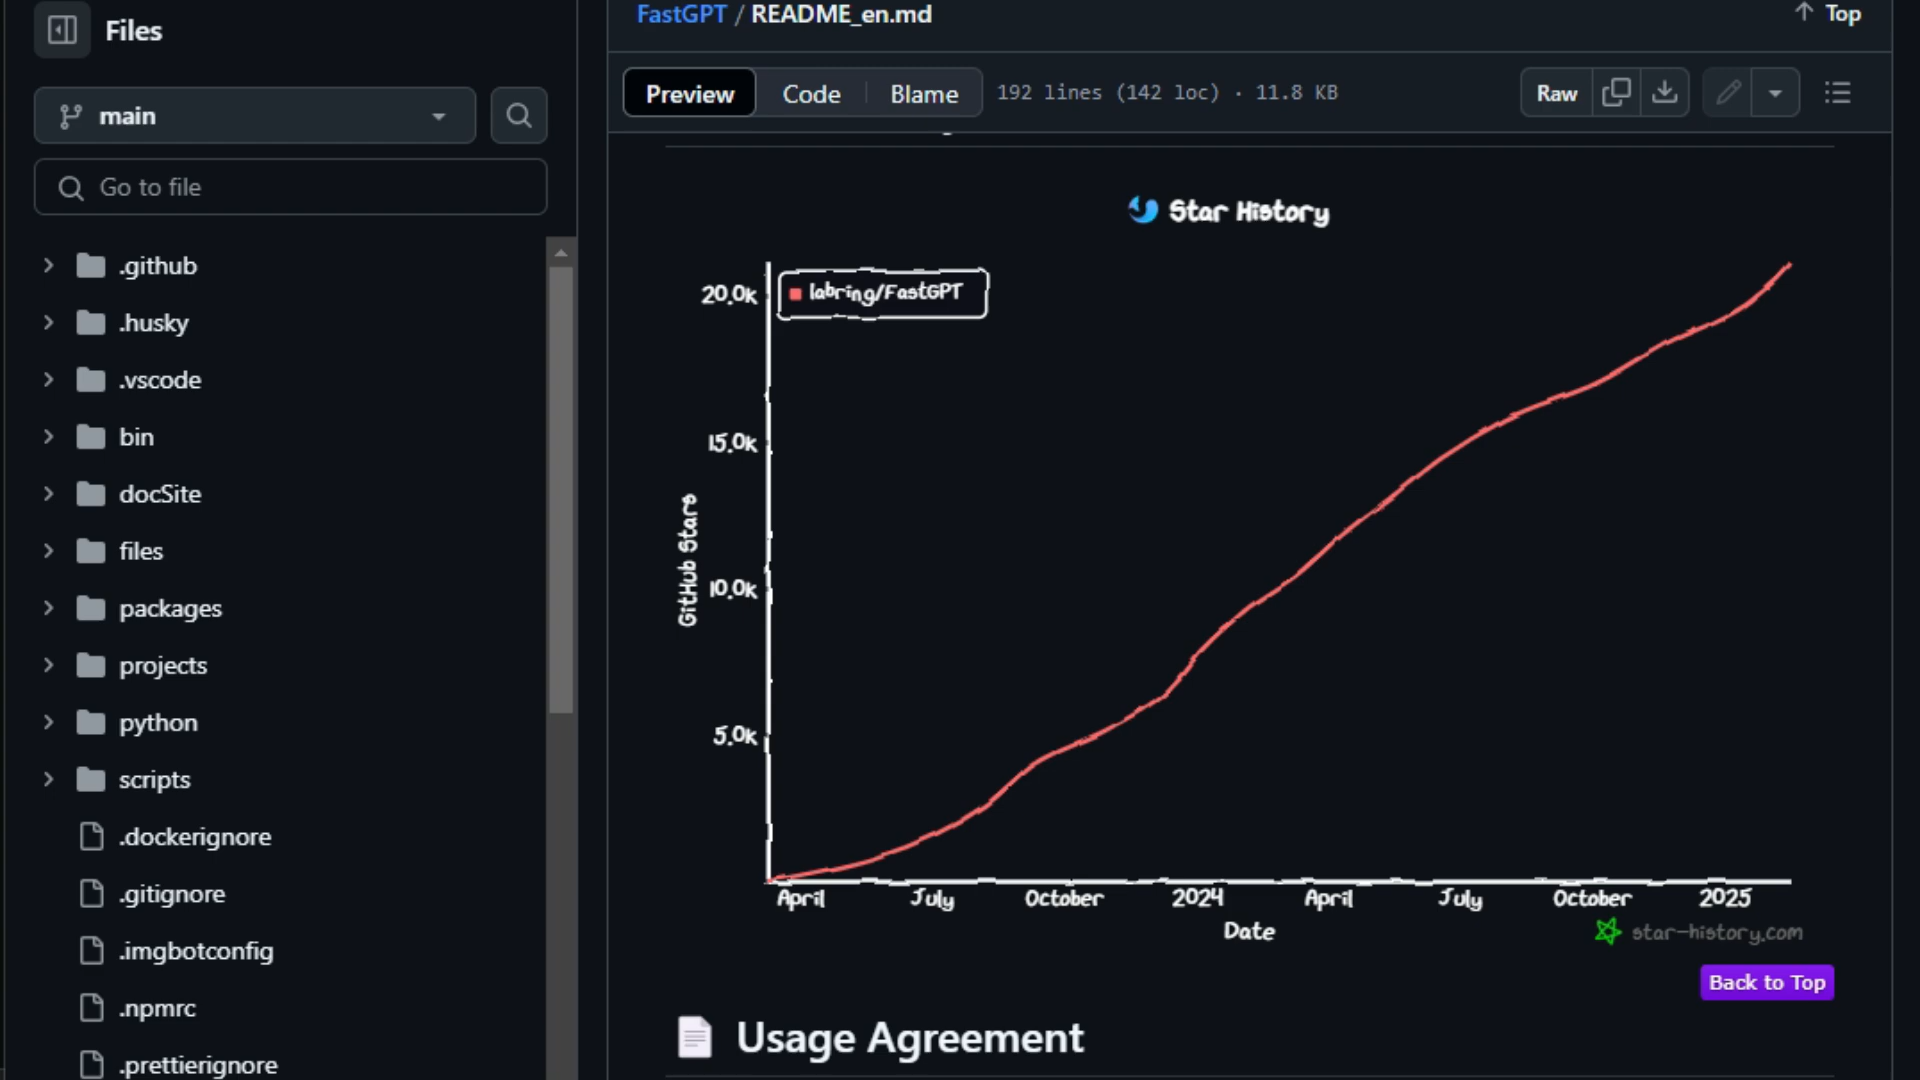 Files
main
Go to file
.github
.husky
.vscode
bin
docSite
files
packages
projects
python
scripts
.dockerignore
.gitignore
.imgbotconfig
.npmrc
.prettierignore
FastGPT / README_en.md
Top
Preview Code Blame 192 lines (142 loc) · 11.8 KB Raw
Star History
labring/FastGPT
20.0k
15.0k
10.0k
5.0k
GitHub Stars
April July October 2024 April July October 2025
Date
star-history.com
Back to Top
Usage Agreement